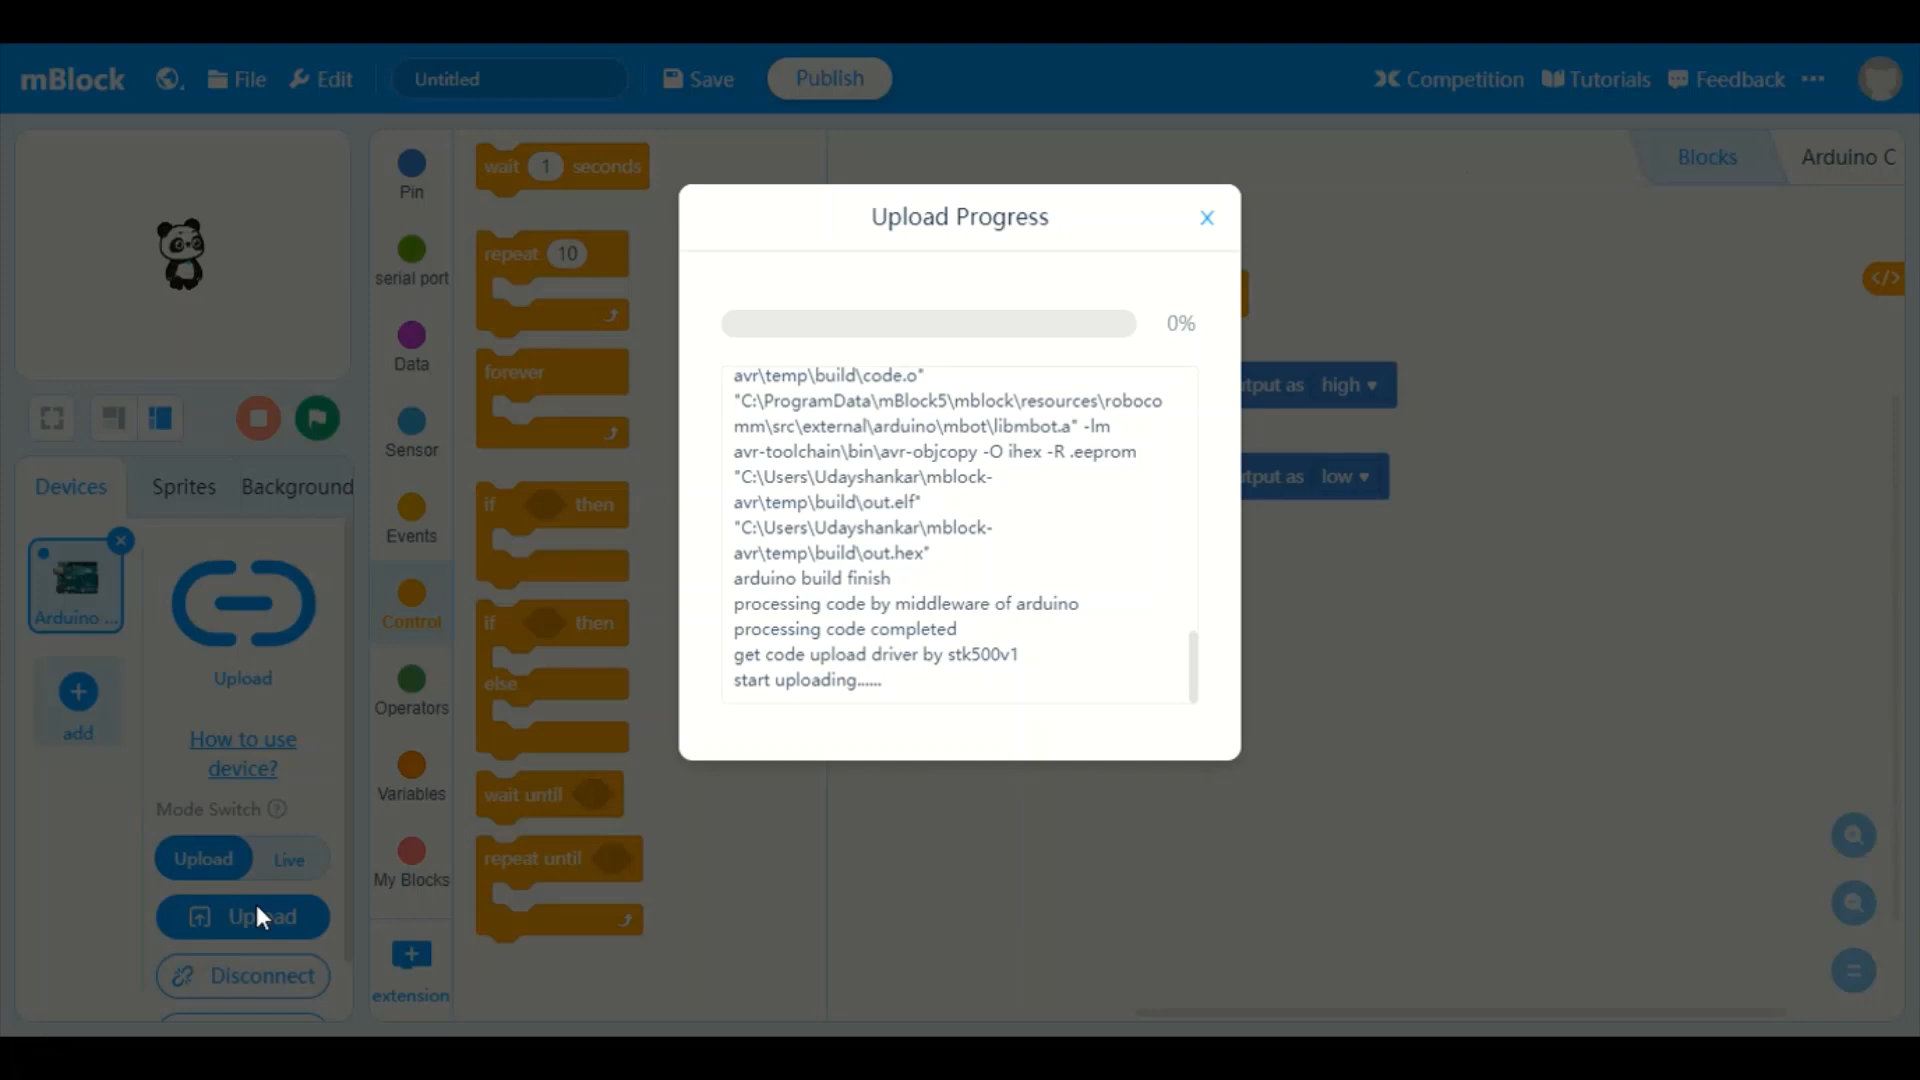 mBlock
File
Edit
Untitled
Save
Publish
Competition
Tutorials
Feedback
Blocks
Arduino C
</>
Pin
serial port
Data
Sensor
Events
Control
Operators
Variables
My Blocks
extension
wait 1 seconds
repeat 10
forever
if then
if then
else
wait until
repeat until
Upload Progress
0%
avr\temp\build\code.o"
"C:\ProgramData\mBlock5\mblock\resources\roboco
mm\src\external\arduino\mbot\libmbot.a" -lm
avr-toolchain\bin\avr-objcopy -O ihex -R .eeprom
"C:\Users\Udayshankar\mblock-
avr\temp\build\out.elf"
"C:\Users\Udayshankar\mblock-
avr\temp\build\out.hex"
arduino build finish
processing code by middleware of arduino
processing code completed
get code upload driver by stk500v1
start uploading......
tput as high
tput as low
Devices
Sprites
Background
Arduino ...
add
Upload
How to use
device?
Mode Switch
Upload
Live
Upload
Disconnect